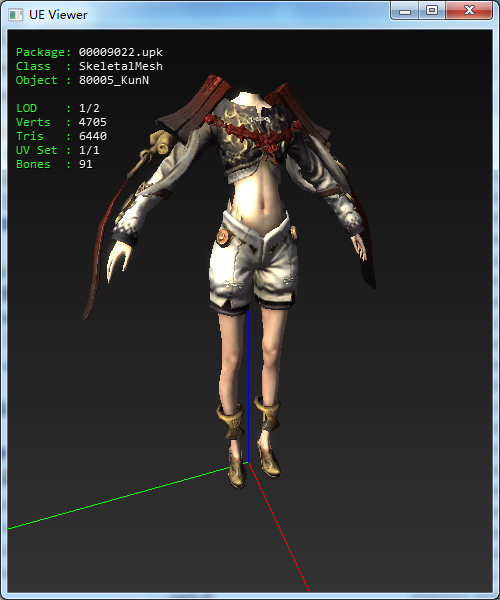 UE Viewer
Package: 00009022.upk
Class : SkeletalMesh
Object : 80005_KunN
LOD : 1/2
Verts : 4705
Tris : 6440
UV Set : 1/1
Bones : 91